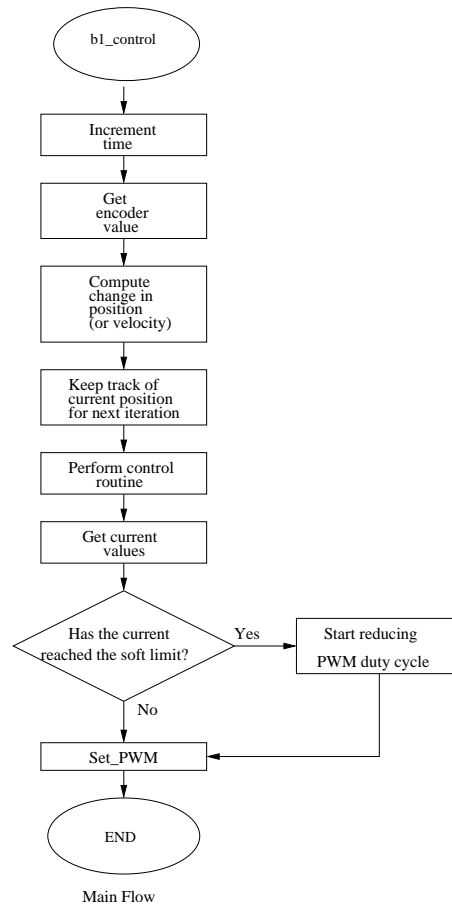 b1_control
Increment
time
Get
encoder
value
Compute
change in
position
(or velocity)
Keep track of
current position
for next iteration
Perform control
routine
Get current
values
Has the current
reached the soft limit?
Yes
Start reducing
PWM duty cycle
No
Set_PWM
END
Main Flow